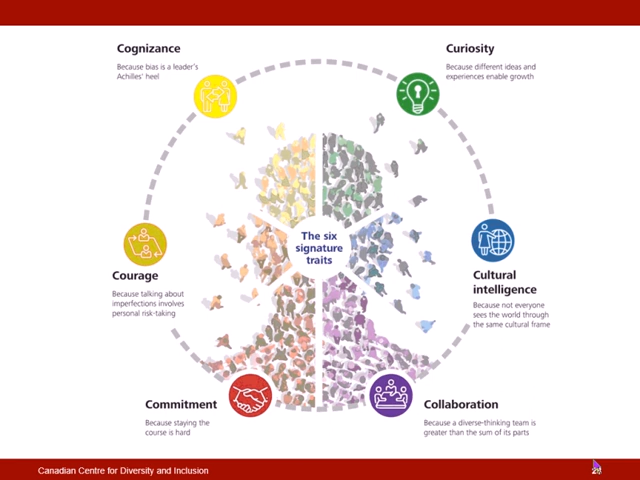 Cognizance
Because bias is a leader's
Achilles' heel
Curiosity
Because different ideas and
experiences enable growth
The six
signature
traits
Courage
Because talking about
imperfections involves
personal risk-taking
Cultural
intelligence
Because not everyone
sees the world through
the same cultural frame
Commitment
Because staying the
course is hard
Collaboration
Because a diverse-thinking team is
greater than the sum of its parts
Canadian Centre for Diversity and Inclusion